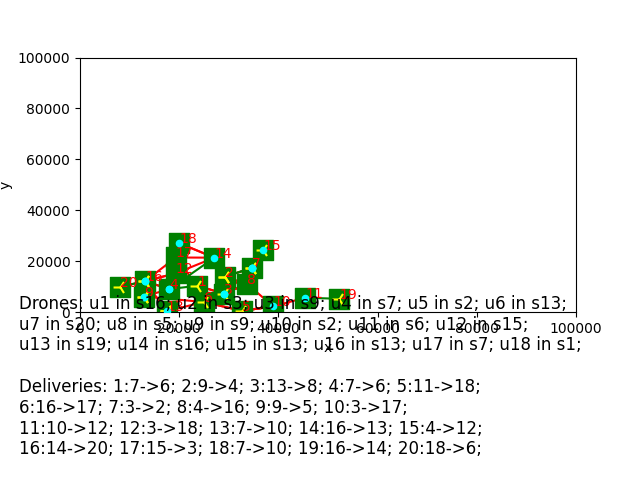 100000
80000
60000
40000
20000
0
y
18
14
15
19
0
20000
40000
60000
80000
100000
x
Drones: u1 in s16; u2 in s3; u3 in s9; u4 in s7; u5 in s2; u6 in s13;
u7 in s20; u8 in s5; u9 in s9; u10 in s2; u11 in s6; u12 in s15;
u13 in s19; u14 in s16; u15 in s13; u16 in s13; u17 in s7; u18 in s1;
Deliveries: 1:7->6; 2:9->4; 3:13->8; 4:7->6; 5:11->18;
6:16->17; 7:3->2; 8:4->16; 9:9->5; 10:3->17;
11:10->12; 12:3->18; 13:7->10; 14:16->13; 15:4->12;
16:14->20; 17:15->3; 18:7->10; 19:16->14; 20:18->6;